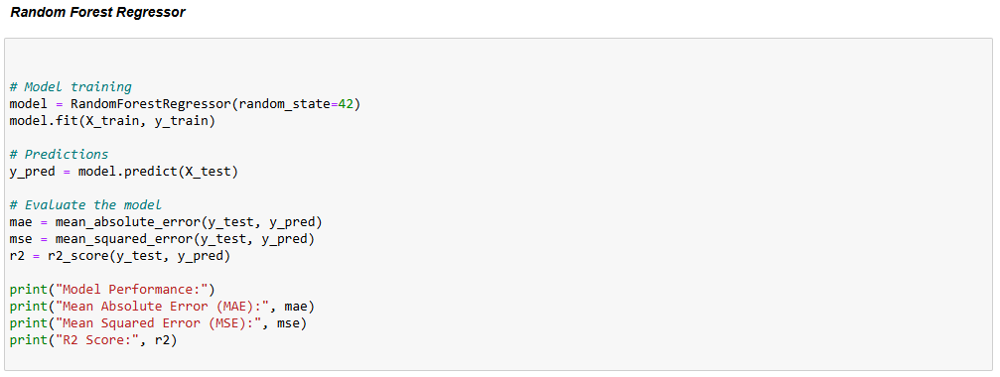 Random Forest Regressor
# Model training
model = RandomForestRegressor(random_state=42)
model.fit(X_train, y_train)
# Predictions
y_pred = model.predict(X_test)
# Evaluate the model
mae = mean_absolute_error(y_test, y_pred)
mse = mean_squared_error(y_test, y_pred)
r2 = r2_score(y_test, y_pred)
print("Model Performance:")
print("Mean Absolute Error (MAE):", mae)
print("Mean Squared Error (MSE):", mse)
print("R2 Score:", r2)